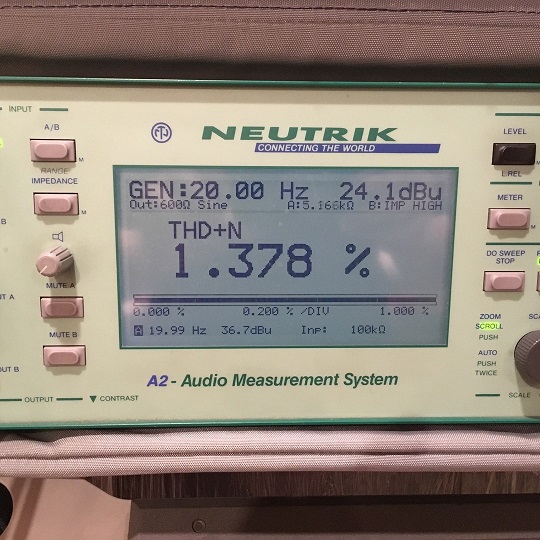 INPUT
A/B
M
RANGE
IMPEDANCE
M
B
MUTE A
MUTE B
OUTPUT
▼ CONTRAST
NEUTRIK
CONNECTING THE WORLD
GEN:20.00 Hz 24.1dBu
Out:600Ω Sine A:5.166kΩ B:IMP HIGH
THD+N
1.378 %
0.000 % 0.200 % /DIV 1.000 %
A 19.99 Hz 36.7dBu Inp: 100kΩ
A2 - Audio Measurement System
LEVEL
M
L.REL
METER
M
DO SWEEP
STOP
ZOOM
SCROLL
PUSH
AUTO
PUSH
TWICE
SCALE